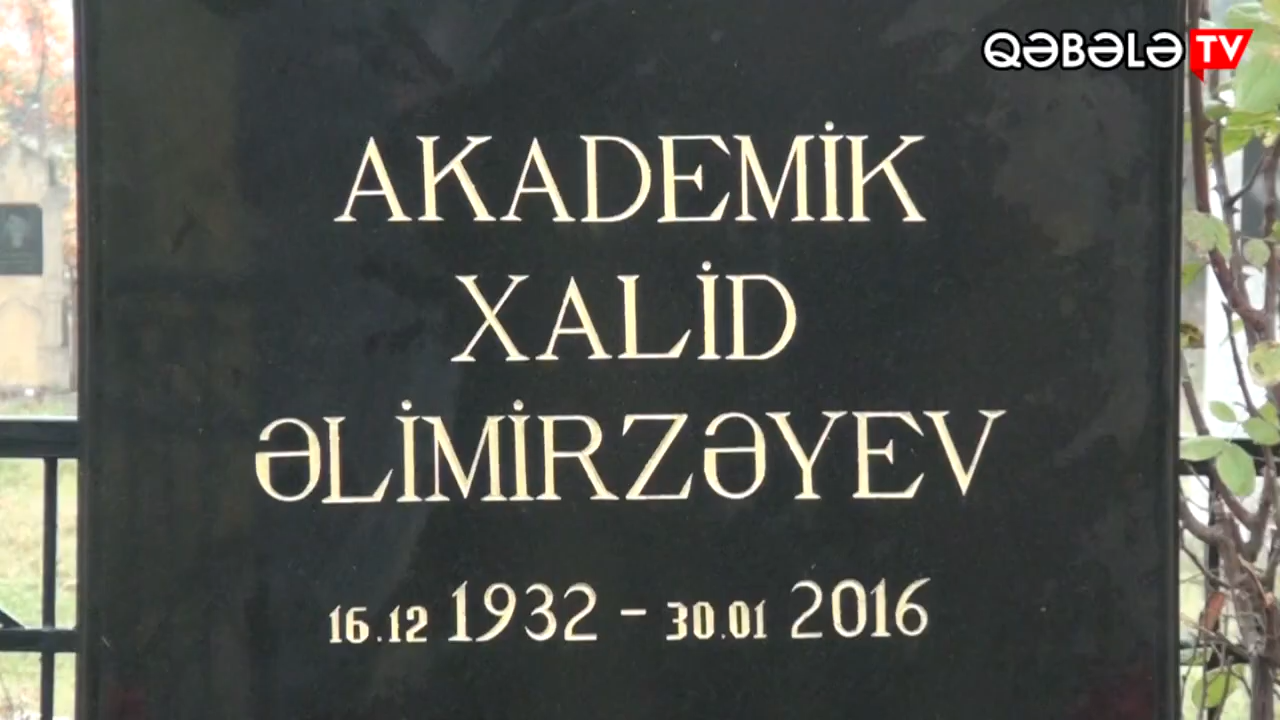 QƏBƏLƏ TV
AKADEMİK
XALİD
ƏLİMİRZƏYEV
16.12 1932 - 30.01 2016